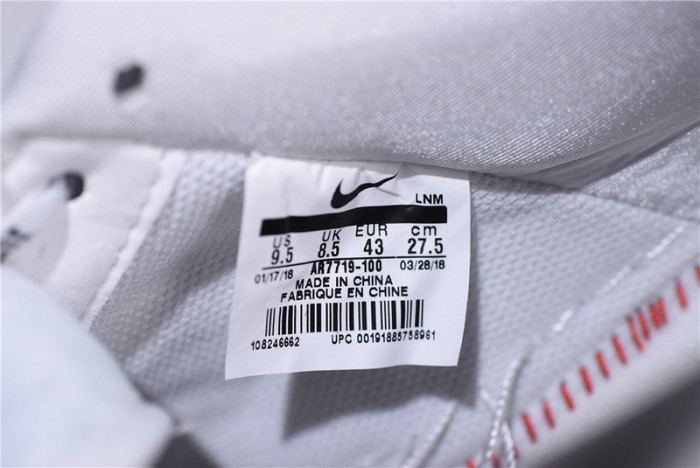 LNM
US UK EUR cm
9.5 8.5 43 27.5
01/17/18 AR7719-100 03/28/18
MADE IN CHINA
FABRIQUE EN CHINE
108246662 UPC 00191885758961